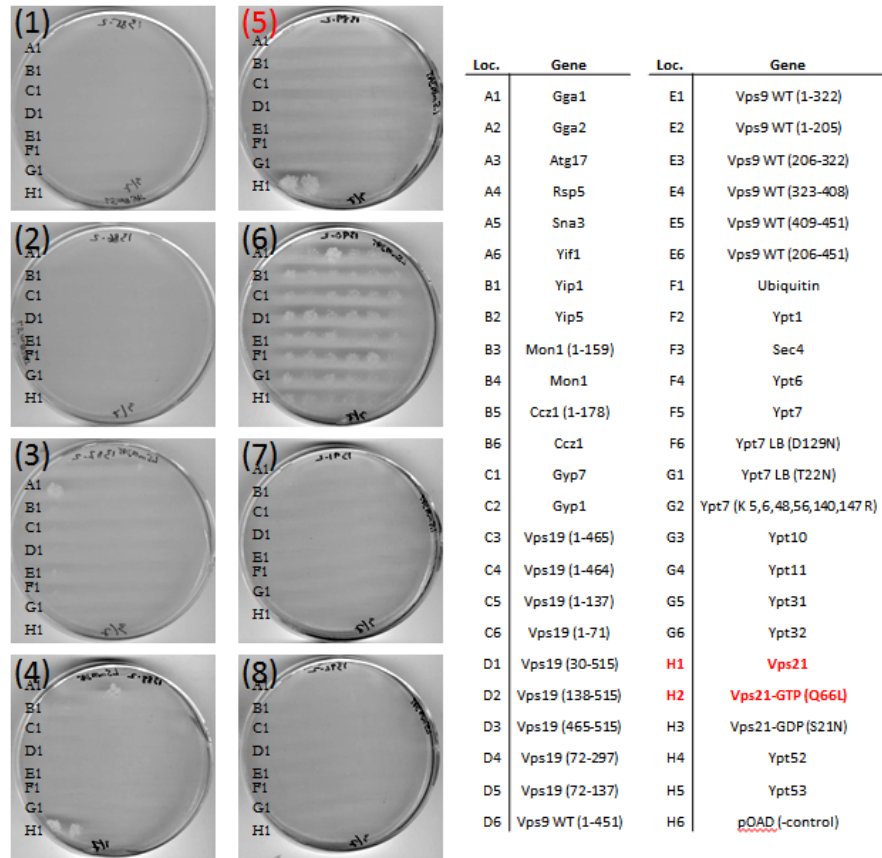 (1)
A1
B1
C1
D1
E1
F1
G1
H1
(5)
A1
B1
C1
D1
E1
F1
G1
H1
(2)
A1
B1
C1
D1
E1
F1
G1
H1
(6)
A1
B1
C1
D1
E1
F1
G1
H1
(3)
A1
B1
C1
D1
E1
F1
G1
H1
(7)
A1
B1
C1
D1
E1
F1
G1
H1
(4)
A1
B1
C1
D1
E1
F1
G1
H1
(8)
A1
B1
C1
D1
E1
F1
G1
H1
Loc. Gene Loc. Gene
A1 Gga1 E1 Vps9 WT (1-322)
A2 Gga2 E2 Vps9 WT (1-205)
A3 Atg17 E3 Vps9 WT (206-322)
A4 Rsp5 E4 Vps9 WT (323-408)
A5 Sna3 E5 Vps9 WT (409-451)
A6 Yif1 E6 Vps9 WT (206-451)
B1 Yip1 F1 Ubiquitin
B2 Yip5 F2 Ypt1
B3 Mon1 (1-159) F3 Sec4
B4 Mon1 F4 Ypt6
B5 Ccz1 (1-178) F5 Ypt7
B6 Ccz1 F6 Ypt7 LB (D129N)
C1 Gyp7 G1 Ypt7 LB (T22N)
C2 Gyp1 G2 Ypt7 (K 5,6,48,56,140,147 R)
C3 Vps19 (1-465) G3 Ypt10
C4 Vps19 (1-464) G4 Ypt11
C5 Vps19 (1-137) G5 Ypt31
C6 Vps19 (1-71) G6 Ypt32
D1 Vps19 (30-515) H1 Vps21
D2 Vps19 (138-515) H2 Vps21-GTP (Q66L)
D3 Vps19 (465-515) H3 Vps21-GDP (S21N)
D4 Vps19 (72-297) H4 Ypt52
D5 Vps19 (72-137) H5 Ypt53
D6 Vps9 WT (1-451) H6 pOAD (-control)